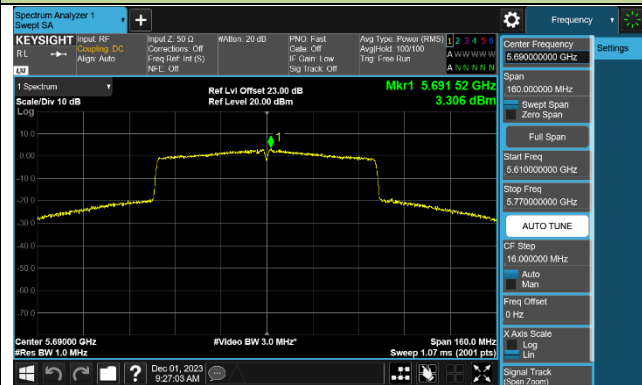 Spectrum Analyzer 1
Swept SA
Frequency
KEYSIGHT
RL
LXI
Input: RF
Coupling: DC
Align: Auto
Input Z: 50 Ω
Corrections: Off
Freq Ref: Int (S)
NFE: Off
#Atten: 20 dB
PNO: Fast
Gate: Off
IF Gain: Low
Sig Track: Off
Avg Type: Power (RMS)
Avg|Hold: 100/100
Trig: Free Run
1 2 3 4 5 6
A W W W W W
A N N N N N
Center Frequency
5.690000000 GHz
Settings
Span
160.000000 MHz
Swept Span
Zero Span
Full Span
Start Freq
5.610000000 GHz
Stop Freq
5.770000000 GHz
AUTO TUNE
CF Step
16.000000 MHz
Auto
Man
Freq Offset
0 Hz
X Axis Scale
Log
Lin
Signal Track
(Span Zoom)
1 Spectrum
Scale/Div 10 dB
Log
Ref Lvl Offset 23.00 dB
Ref Level 20.00 dBm
Mkr1 5.691 52 GHz
3.306 dBm
1
10.0
0.00
-10.0
-20.0
-30.0
-40.0
-50.0
-60.0
-70.0
Center 5.69000 GHz
#Res BW 1.0 MHz
#Video BW 3.0 MHz*
Span 160.0 MHz
Sweep 1.07 ms (2001 pts)
?
Dec 01, 2023
9:27:03 AM